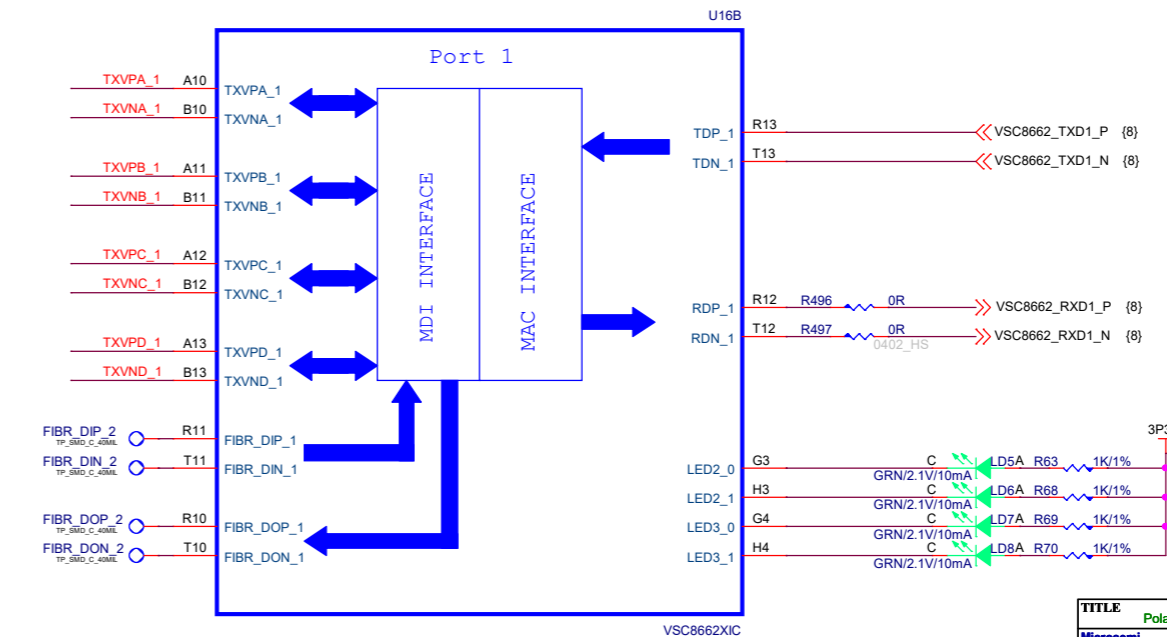 U16B
Port 1
TXVPA_1 A10 TXVPA_1
TXVNA_1 B10 TXVNA_1
TXVPB_1 A11 TXVPB_1
TXVNB_1 B11 TXVNB_1
TXVPC_1 A12 TXVPC_1
TXVNC_1 B12 TXVNC_1
TXVPD_1 A13 TXVPD_1
TXVND_1 B13 TXVND_1
FIBR_DIP_2 R11 FIBR_DIP_1
TP_SMD_C_40MIL
FIBR_DIN_2 T11 FIBR_DIN_1
TP_SMD_C_40MIL
FIBR_DOP_2 R10 FIBR_DOP_1
TP_SMD_C_40MIL
FIBR_DON_2 T10 FIBR_DON_1
TP_SMD_C_40MIL
MDI INTERFACE
MAC INTERFACE
TDP_1 R13 VSC8662_TXD1_P {8}
TDN_1 T13 VSC8662_TXD1_N {8}
RDP_1 R12 R496 0R VSC8662_RXD1_P {8}
RDN_1 T12 R497 0R VSC8662_RXD1_N {8}
0402_HS
3P3
LED2_0 G3 C LD5A R63 1K/1%
GRN/2.1V/10mA
LED2_1 H3 C LD6A R68 1K/1%
GRN/2.1V/10mA
LED3_0 G4 C LD7A R69 1K/1%
GRN/2.1V/10mA
LED3_1 H4 C LD8A R70 1K/1%
GRN/2.1V/10mA
VSC8662XIC
TITLE
Pola
Microsemi